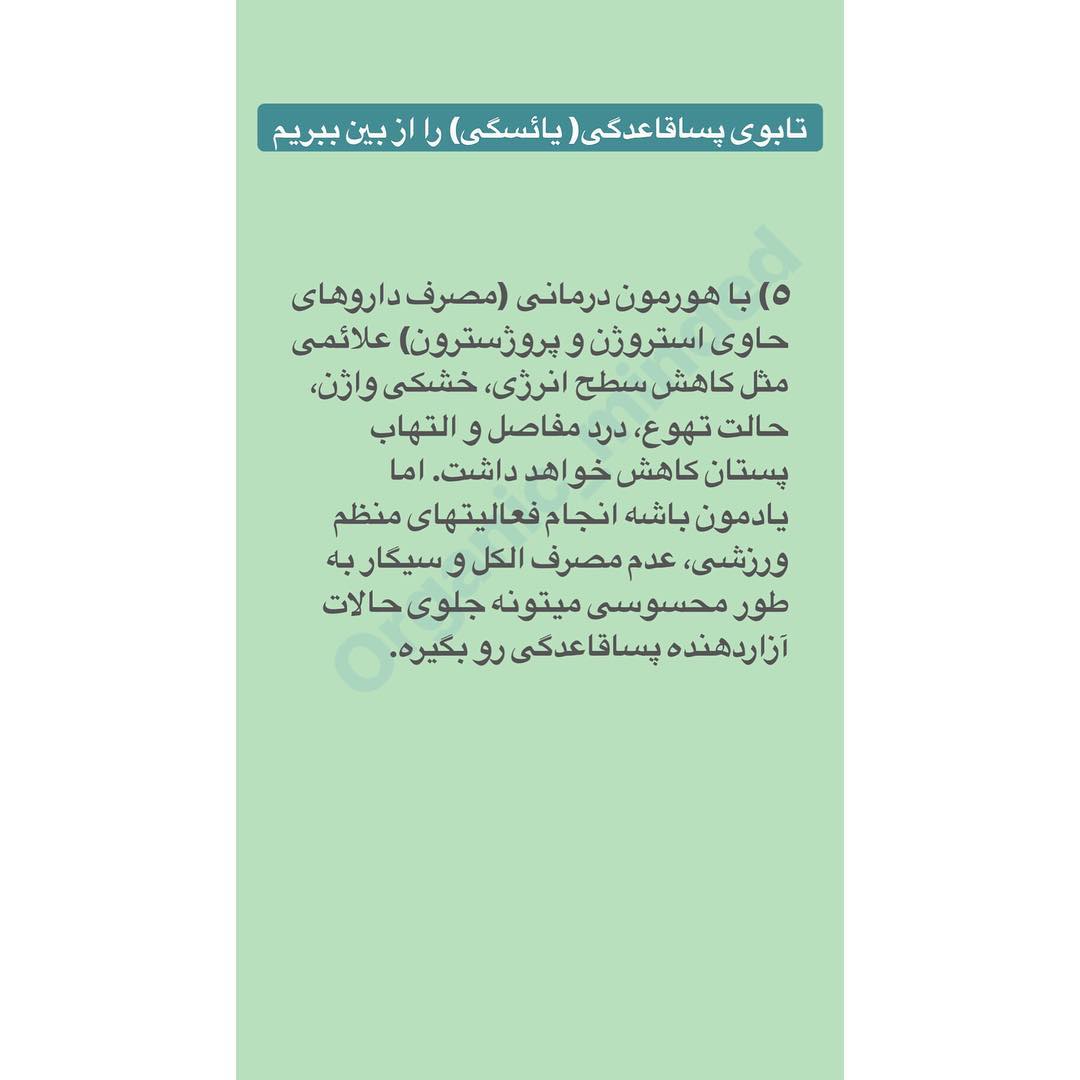 تابوی پساقاعدگی( یائسگی) را از بین ببریم
۵) با هورمون درمانی (مصرف داروهای
حاوی استروژن و پروژسترون) علائمی
مثل کاهش سطح انرژی، خشکی واژن،
حالت تهوع، درد مفاصل و التهاب
پستان کاهش خواهد داشت. اما
یادمون باشه انجام فعالیتهای منظم
ورزشی، عدم مصرف الکل و سیگار به
طور محسوسی میتونه جلوی حالات
آزاردهنده پساقاعدگی رو بگیره.
Organic_minded